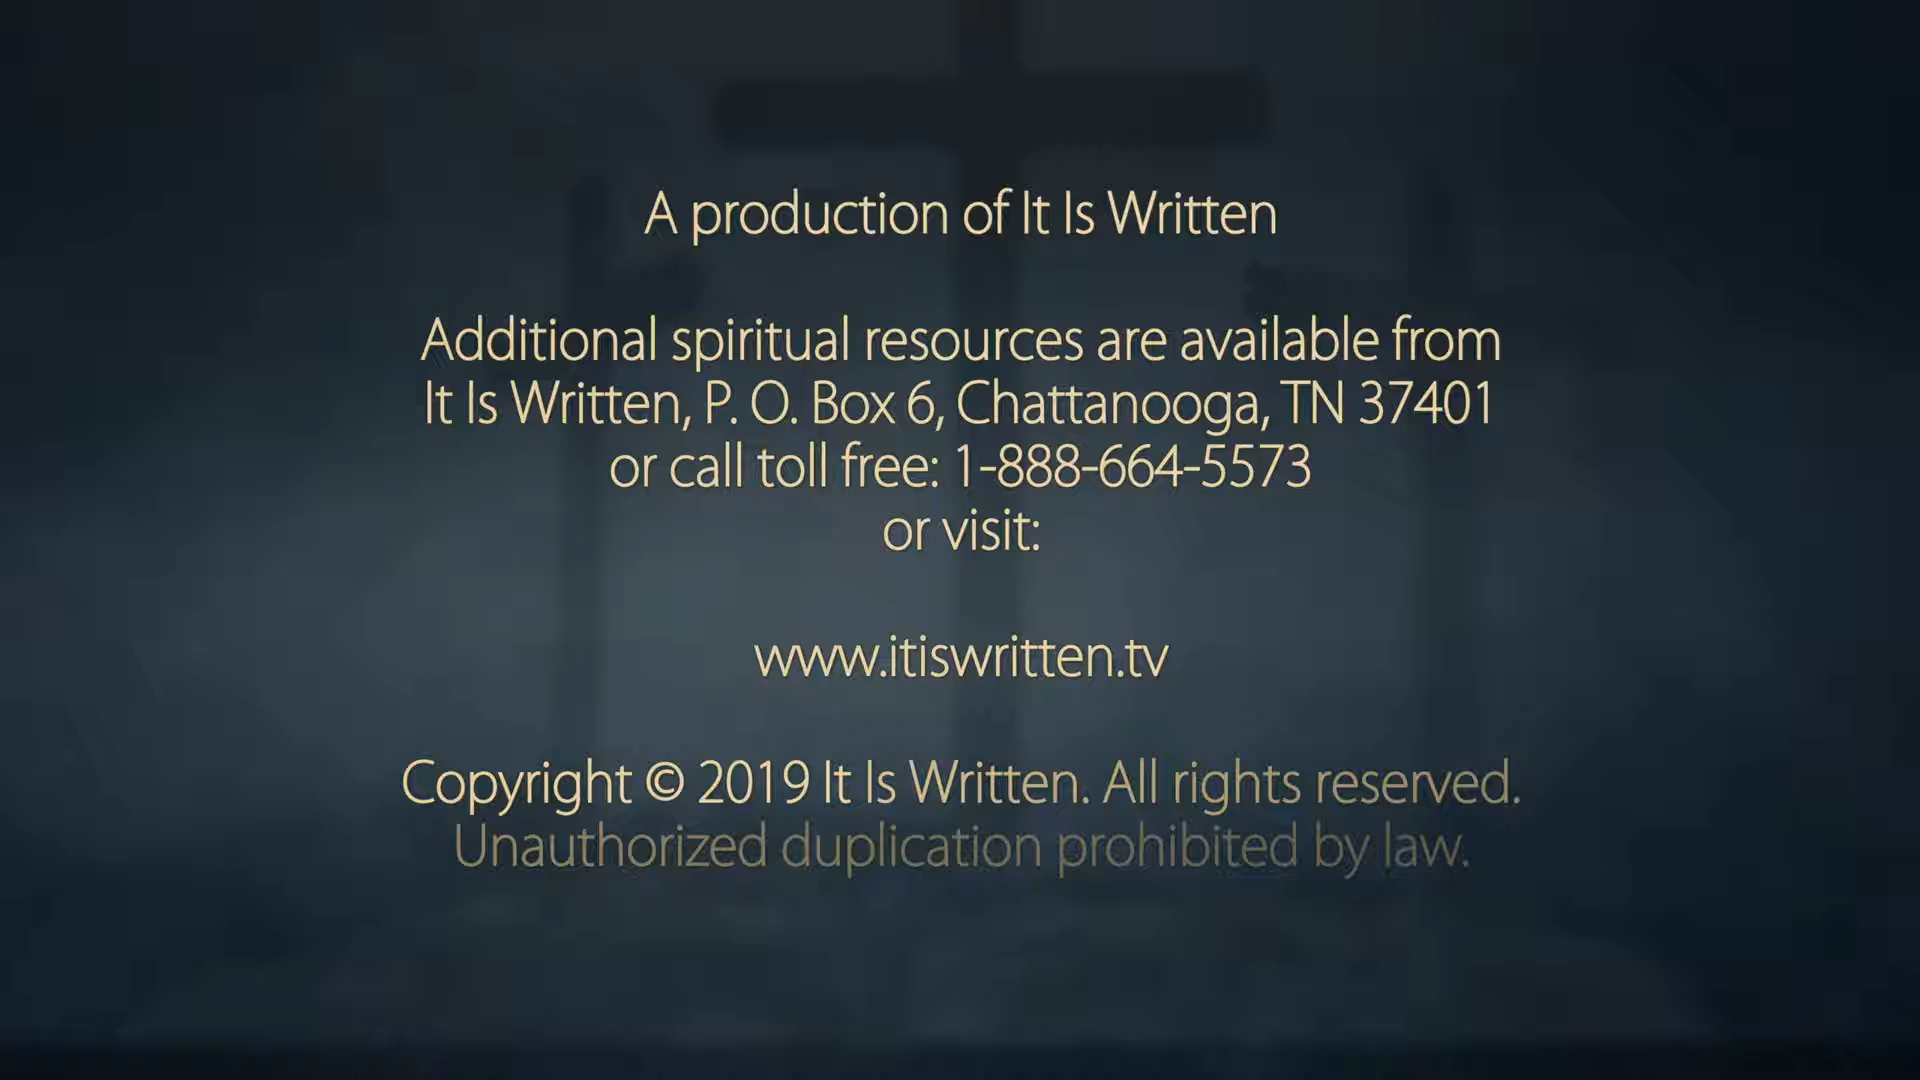 A production of It Is Written
Additional spiritual resources are available from
It Is Written, P. O. Box 6, Chattanooga, TN 37401
or call toll free: 1-888-664-5573
or visit:
www.itiswritten.tv
Copyright © 2019 It Is Written. All rights reserved.
Unauthorized duplication prohibited by law.